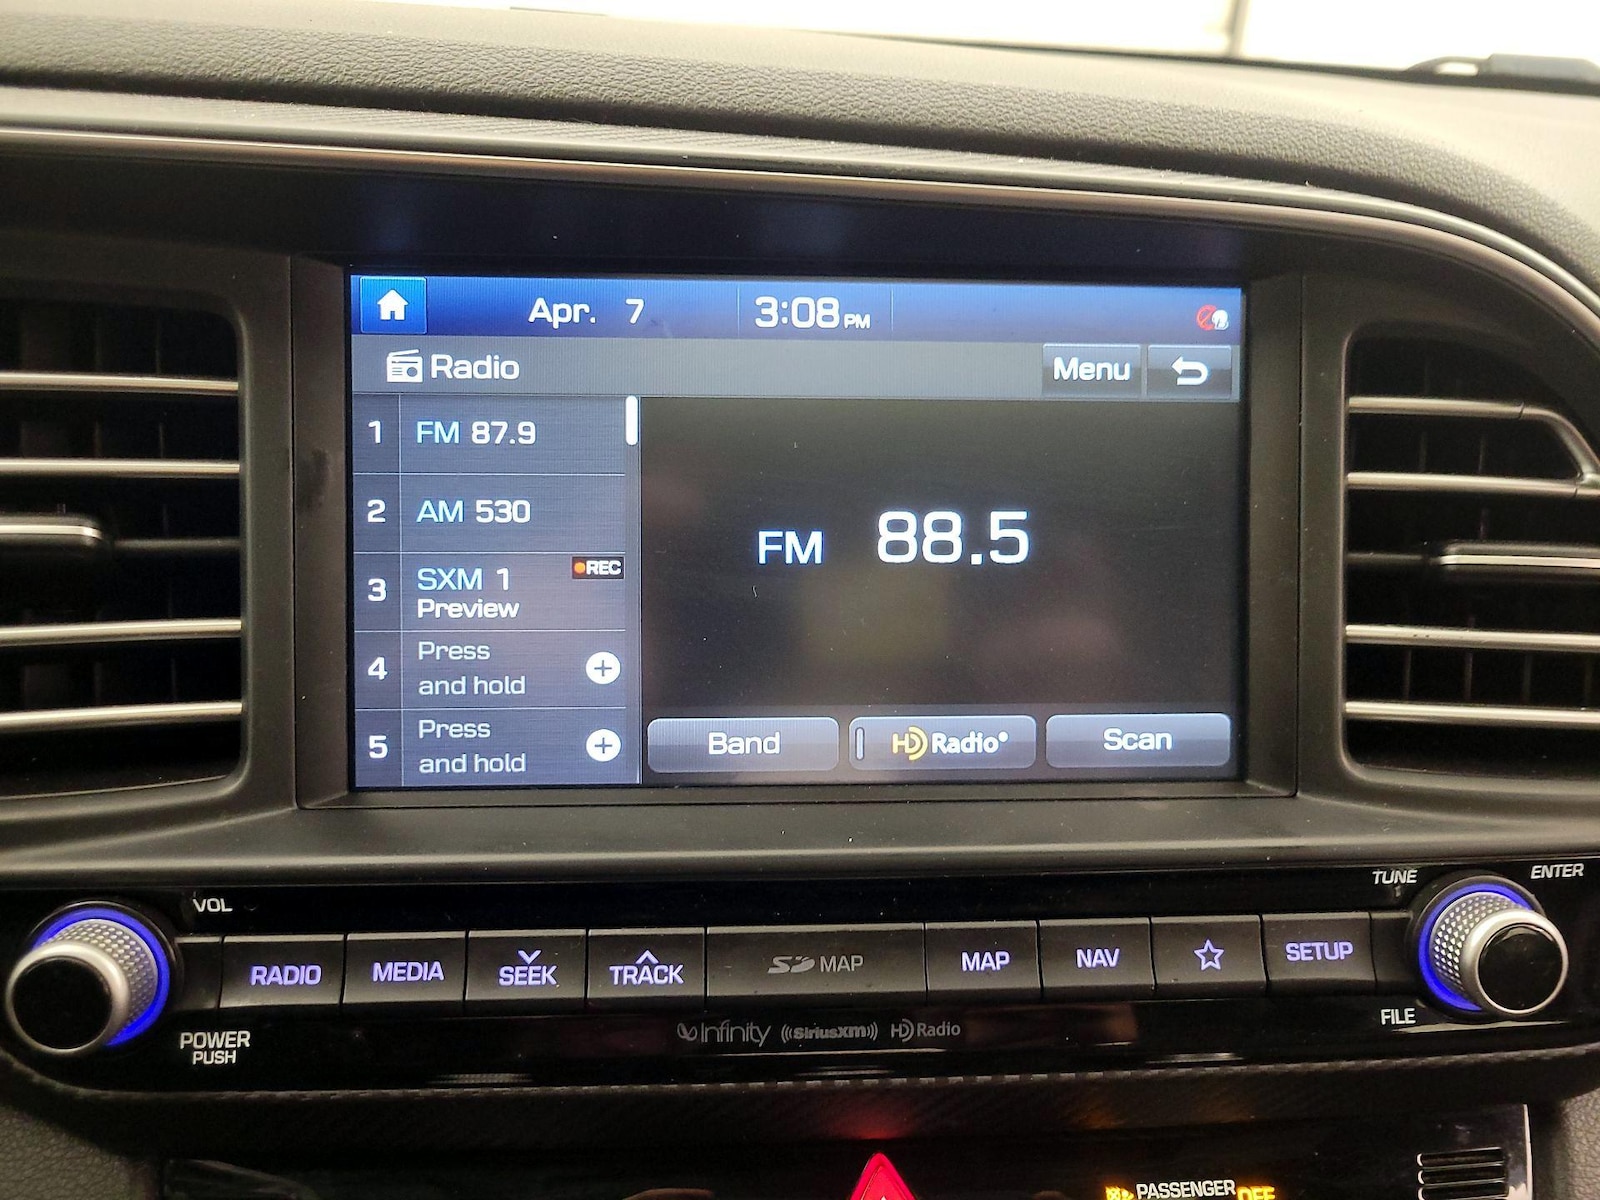 Apr. 7 3:08 PM
Radio Menu
1 FM 87.9
2 AM 530
3 SXM 1 REC
Preview
4 Press
and hold
5 Press
and hold
FM 88.5
Band HD Radio Scan
VOL TUNE ENTER
RADIO MEDIA SEEK TRACK SD MAP MAP NAV SETUP
POWER
PUSH
FILE
Infinity ((SiriusXM)) HD Radio
PASSENGER OFF